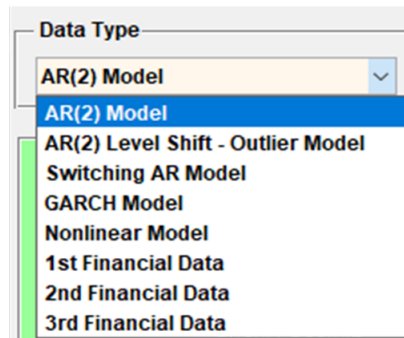 Data Type
AR(2) Model
AR(2) Model
AR(2) Level Shift - Outlier Model
Switching AR Model
GARCH Model
Nonlinear Model
1st Financial Data
2nd Financial Data
3rd Financial Data